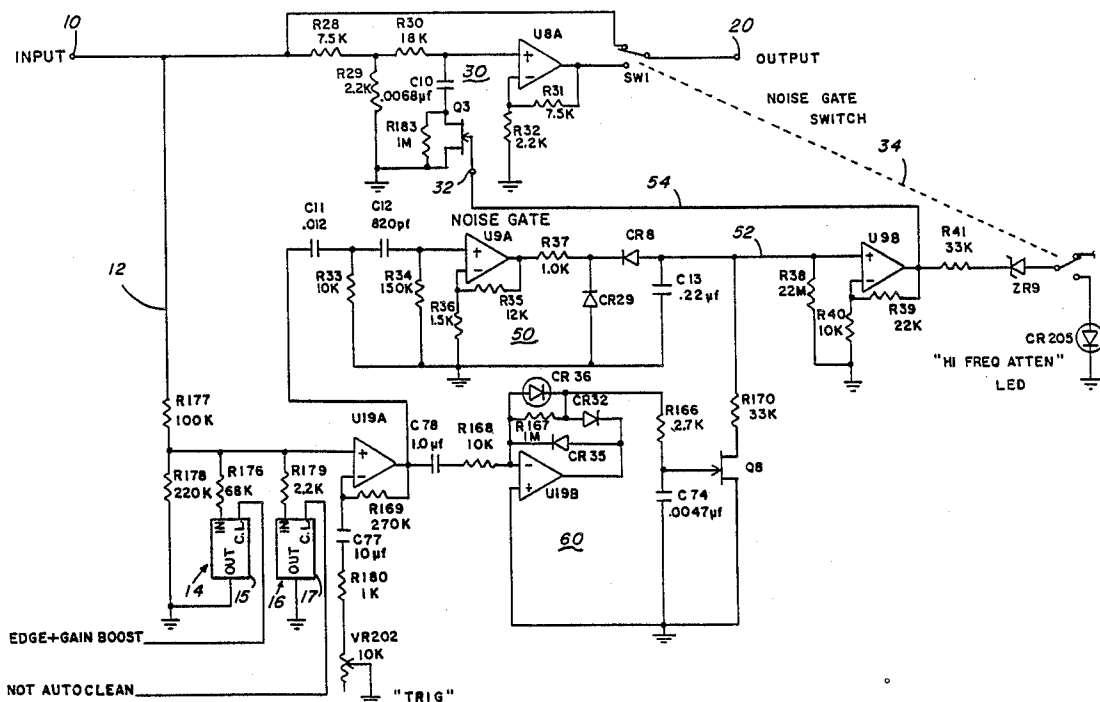 10
INPUT
R28
7.5K
R30
18K
U8A
20
OUTPUT
SW1
R29
2.2K
C10
.0068µf
30
Q3
R183
1M
R31
7.5K
R32
2.2K
32
NOISE GATE
SWITCH
34
54
12
C11
.012
C12
820pf
NOISE GATE
U9A
R37
1.0K
CR8
52
U9B
R41
33K
ZR9
R33
10K
R34
150K
R35
12K
R36
1.5K
50
CR29
C13
.22µf
R38
22M
R39
22K
R40
10K
CR205
"HI FREQ ATTEN"
LED
R177
100K
U19A
C78
1.0µf
R168
10K
CR36
CR32
R167
1M
CR35
U19B
R166
2.7K
R170
33K
Q8
C74
.0047µf
60
R178
220K
R176
68K
R179
2.2K
R169
270K
C77
10µf
R180
1K
VR202
10K
IN
C.L.
OUT
IN
C.L.
OUT
14
15
16
17
EDGE+GAIN BOOST
NOT AUTOCLEAN
"TRIG"